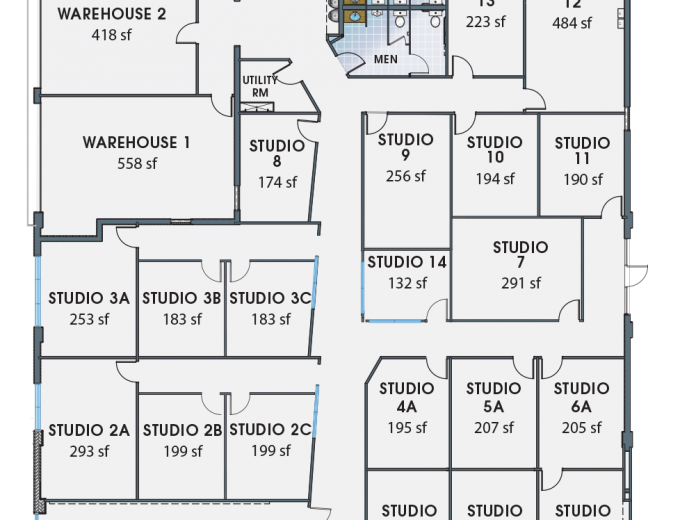 WAREHOUSE 2
418 sf
13
223 sf
12
484 sf
MEN
UTILITY
RM
WAREHOUSE 1
558 sf
STUDIO
8
174 sf
STUDIO
9
256 sf
STUDIO
10
194 sf
STUDIO
11
190 sf
STUDIO 14
132 sf
STUDIO
7
291 sf
STUDIO 3A
253 sf
STUDIO 3B
183 sf
STUDIO 3C
183 sf
STUDIO 2A
293 sf
STUDIO 2B
199 sf
STUDIO 2C
199 sf
STUDIO
4A
195 sf
STUDIO
5A
207 sf
STUDIO
6A
205 sf
STUDIO
STUDIO
STUDIO